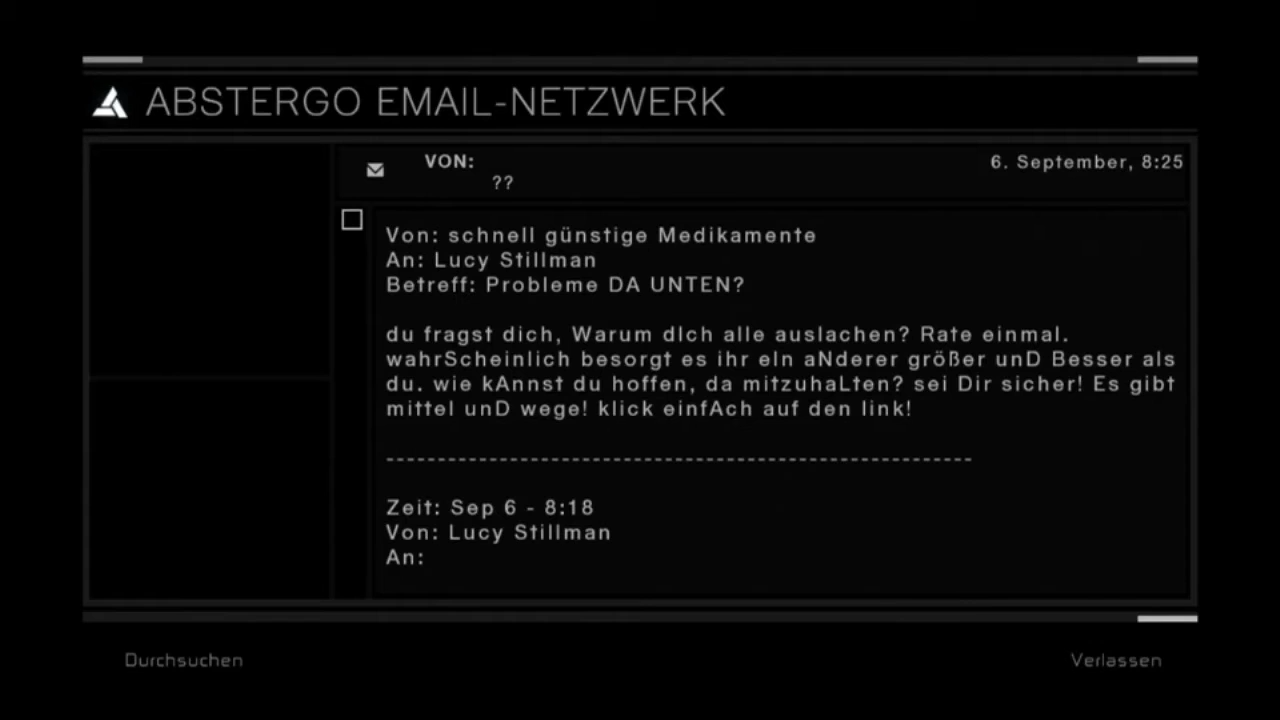 ABSTERGO EMAIL-NETZWERK
VON:
6. September, 8:25
??
Von: schnell günstige Medikamente
An: Lucy Stillman
Betreff: Probleme DA UNTEN?
du fragst dich, Warum dIch alle auslachen? Rate einmal.
wahrScheinlich besorgt es ihr eIn aNderer größer unD Besser als
du. wie kAnnst du hoffen, da mitzuhaLten? sei Dir sicher! Es gibt
mittel unD wege! klick einfAch auf den link!
---------------------------------------------------------
Zeit: Sep 6 - 8:18
Von: Lucy Stillman
An:
Durchsuchen
Verlassen